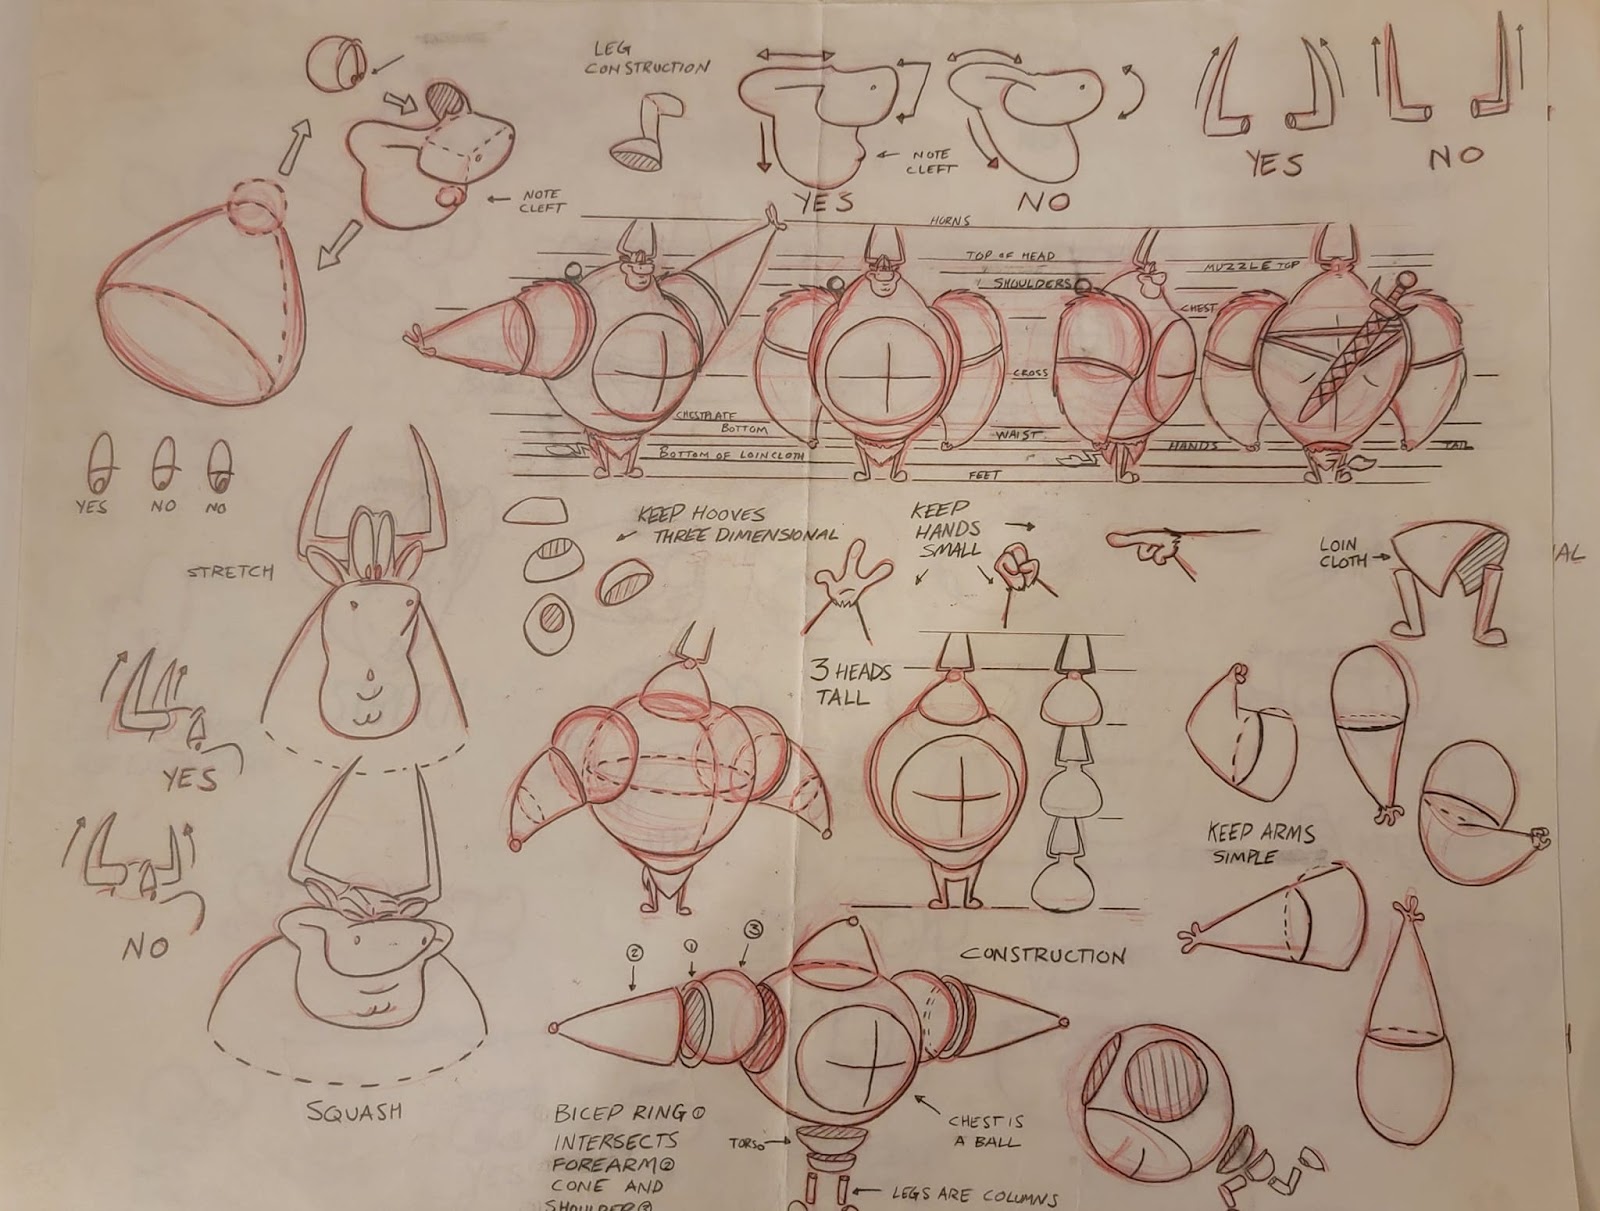 LEG
CONSTRUCTION
NOTE
CLEFT
NOTE
CLEFT
YES
NO
YES
NO
HORNS
TOP OF HEAD
MUZZLE TOP
SHOULDERS
CHEST
CROSS
CHESTPLATE
BOTTOM
WAIST
HANDS
TAIL
BOTTOM OF LOINCLOTH
FEET
YES
NO
NO
STRETCH
KEEP HOOVES
THREE DIMENSIONAL
KEEP
HANDS
SMALL
LOIN
CLOTH
AL
3 HEADS
TALL
YES
NO
KEEP ARMS
SIMPLE
SQUASH
② ① ③
CONSTRUCTION
BICEP RING ①
INTERSECTS
FOREARM ②
CONE AND
SHOULDER ③
TORSO
CHEST IS
A BALL
LEGS ARE COLUMNS